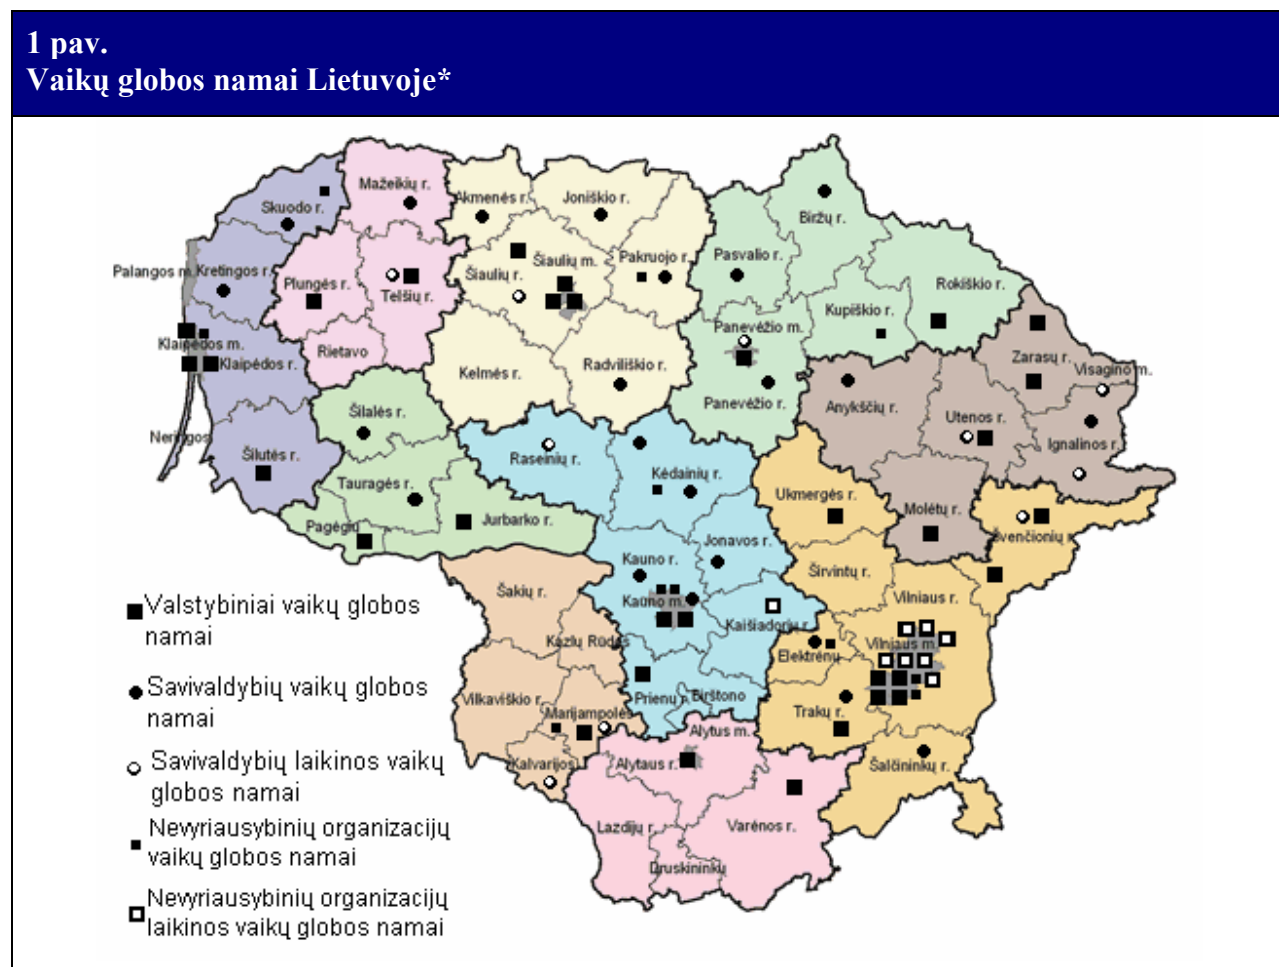 1 pav.
Vaikų globos namai Lietuvoje*
Mažeikių r.
Akmenės r.
Joniškio r.
Skuodo r.
Biržų r.
Pasvalio r.
Pakruojo r.
Šiaulių m.
Šiaulių r.
Palangos m.
Kretingos r.
Plungės r.
Telšių r.
Rokiškio r.
Kupiškio r.
Panevėžio m.
Klaipėdos m.
Klaipėdos r.
Rietavo
Kelmės r.
Radviliškio r.
Zarasų r.
Visagino m.
Panevėžio r.
Anykščių r.
Utenos r.
Ignalinos r.
Šilalės r.
Neringos
Šilutės r.
Raseinių r.
Kėdainių r.
Tauragės r.
Ukmergės r.
Molėtų r.
Pagėgių
Jurbarko r.
Jonavos r.
Švenčionių r.
Kauno r.
Širvintų r.
Šakių r.
Kauno m.
Vilniaus r.
Kaišiadorių r.
Kazlų Rūdos
Elektrėnų
Vilniaus m.
Vilkaviškio r.
Prienų r.
Birštono
Marijampolės
Trakų r.
Alytus m.
Kalvarijos
Alytaus r.
Šalčininkų r.
Lazdijų r.
Varėnos r.
Druskininkų
Valstybiniai vaikų globos
namai
Savivaldybių vaikų globos
namai
Savivaldybių laikinos vaikų
globos namai
Nevyriausybinių organizacijų
vaikų globos namai
Nevyriausybinių organizacijų
laikinos vaikų globos namai